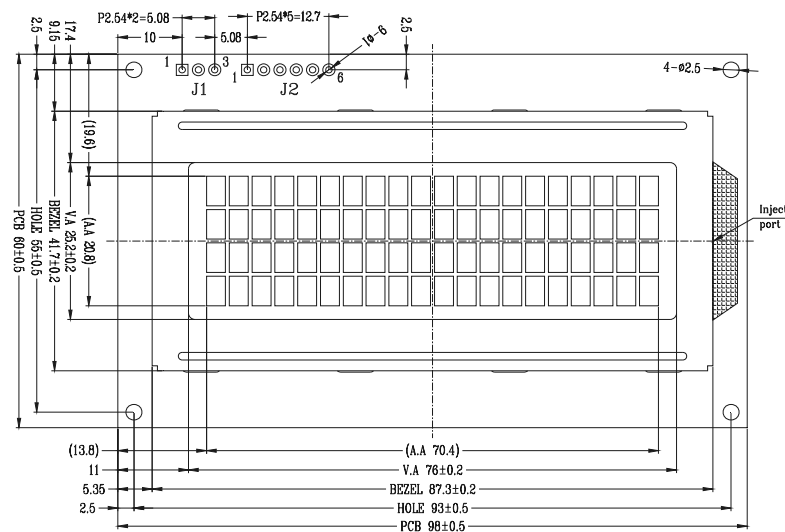 P2.54*2=5.08
P2.54*5=12.7
10
5.08
1ø-6
2.5
9.15
17.4
2.5
1
3
1
6
J1
J2
4-ø2.5
(19.6)
(A.A 20.8)
V.A 25.2±0.2
BEZEL 41.7±0.2
HOLE 55±0.5
PCB 60±0.5
Inject
port
(13.8)
(A.A 70.4)
11
V.A 76±0.2
5.35
BEZEL 87.3±0.2
2.5
HOLE 93±0.5
PCB 98±0.5